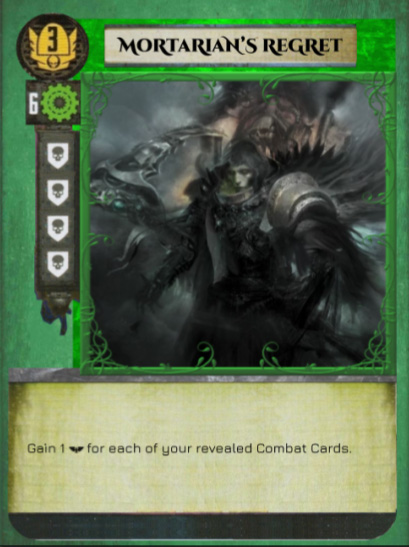 3
MORTARIAN'S REGRET
6
Gain 1 for each of your revealed Combat Cards.